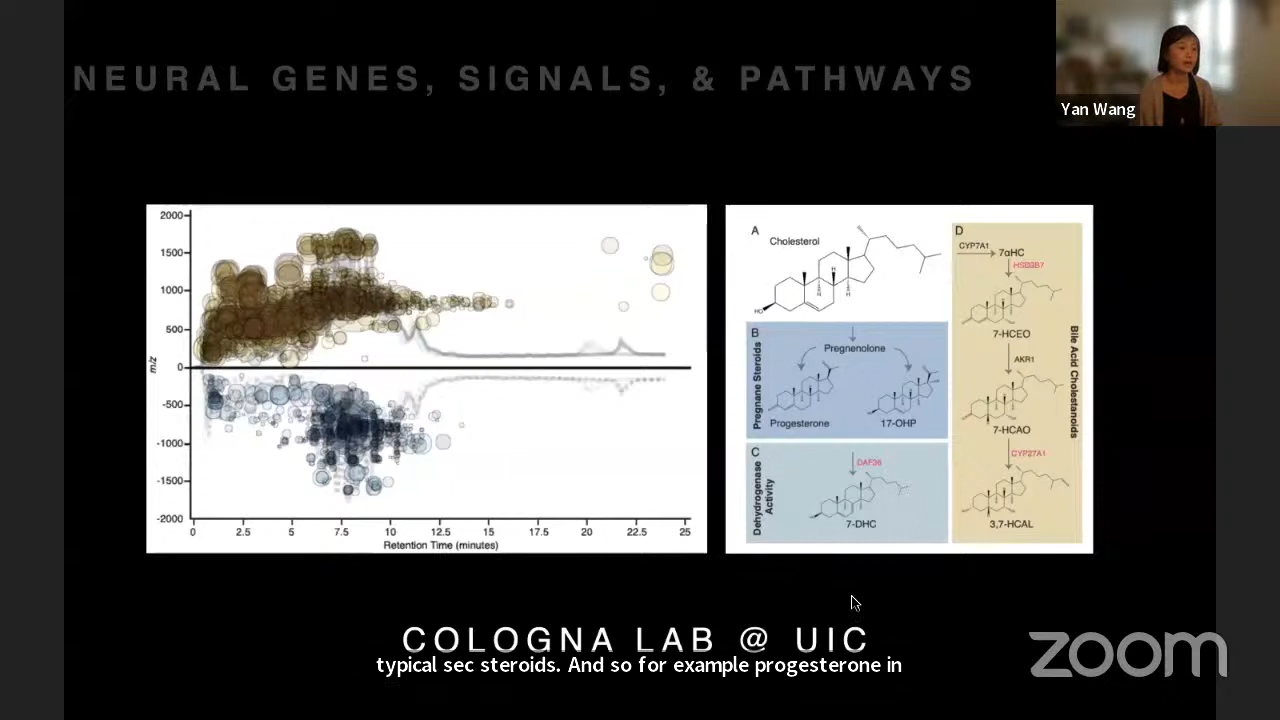 NEURAL GENES, SIGNALS, & PATHWAYS
Yan Wang
2000
1500
1000
500
0
-500
-1000
-1500
-2000
m/z
0 2.5 5 7.5 10 12.5 15 17.5 20 22.5 25
Retention Time (minutes)
A
Cholesterol
H
H
H
HO
B
Pregnane Steroids
Pregnenolone
Progesterone
17-OHP
C
Dehydrogenase
Activity
DAF36
7-DHC
D
CYP7A1
7αHC
HSD3B7
7-HCEO
AKR1
7-HCAO
CYP27A1
3,7-HCAL
Bile Acid Cholestanoids
COLOGNA LAB @ UIC
typical sec steroids. And so for example progesterone in
zoom